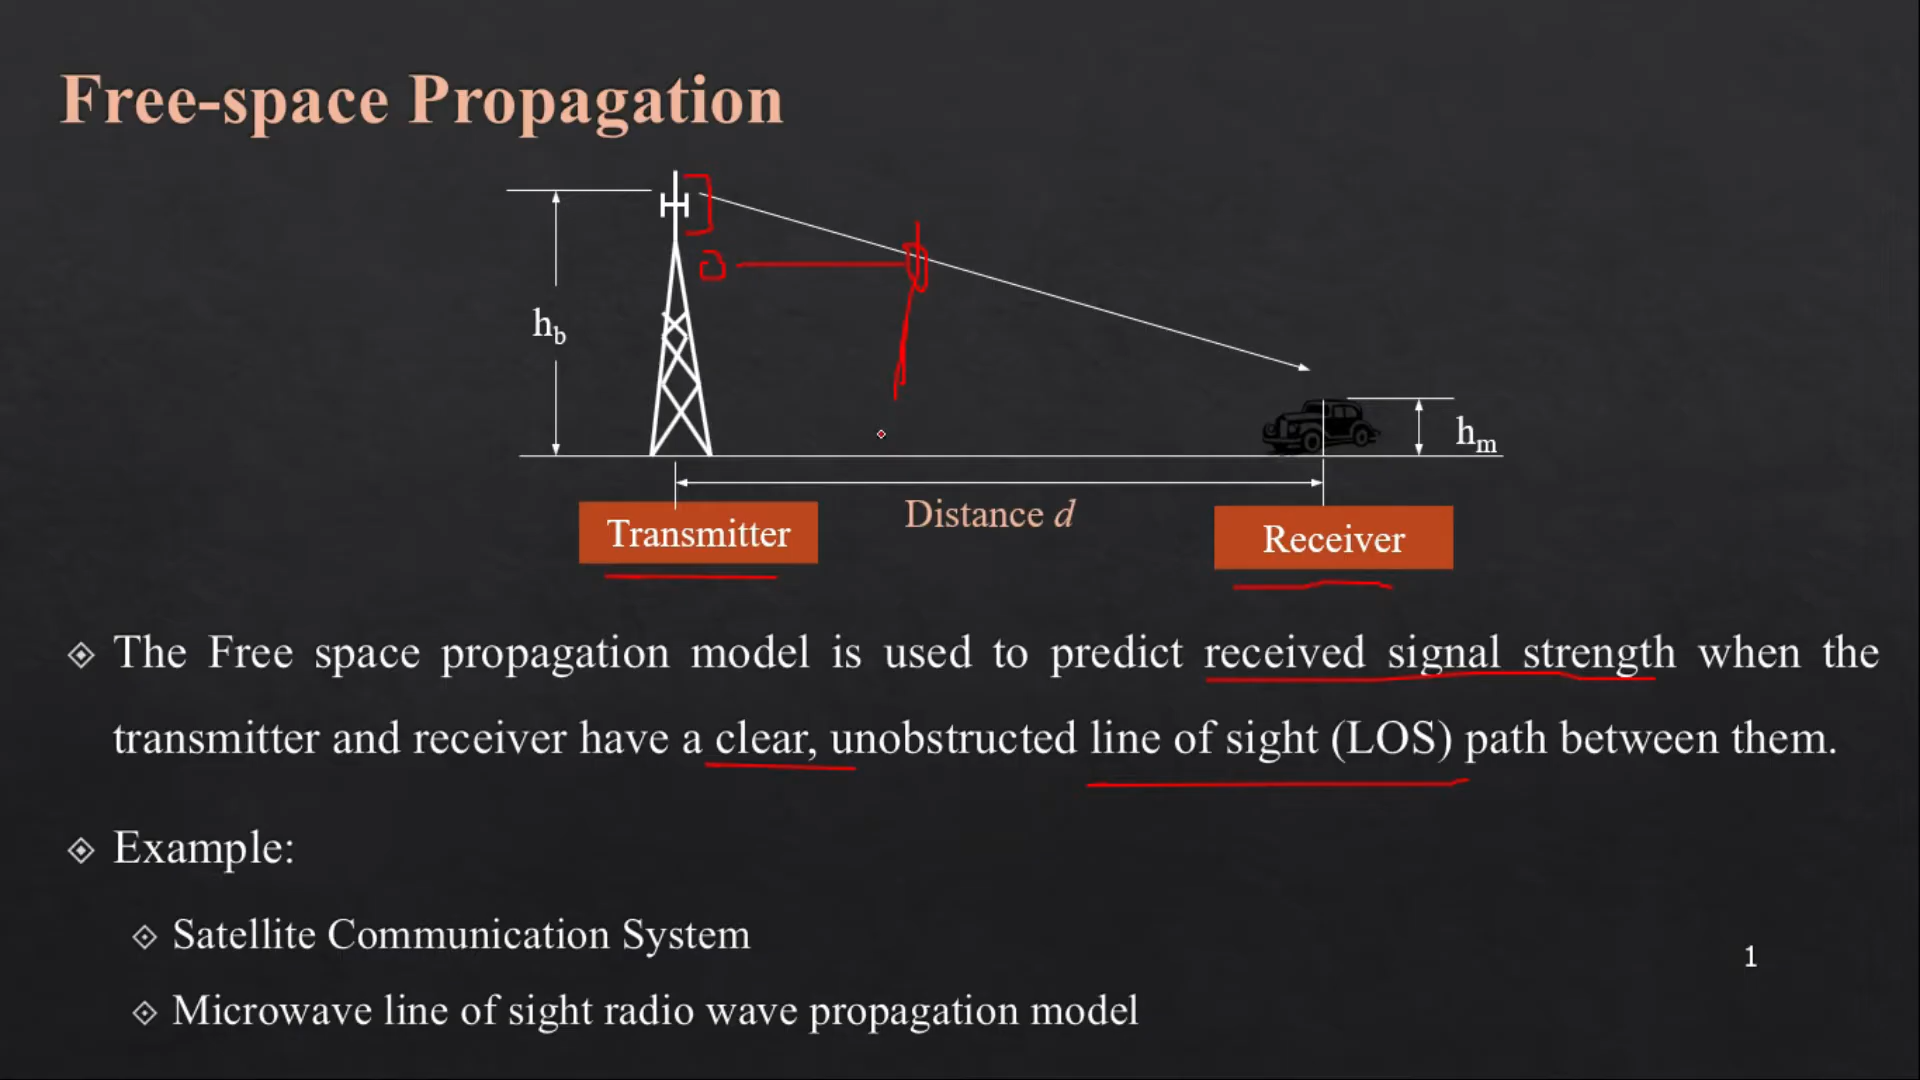 Free-space Propagation
hb
hm
Distance d
Transmitter
Receiver
The Free space propagation model is used to predict received signal strength when the
transmitter and receiver have a clear, unobstructed line of sight (LOS) path between them.
Example:
Satellite Communication System
1
Microwave line of sight radio wave propagation model